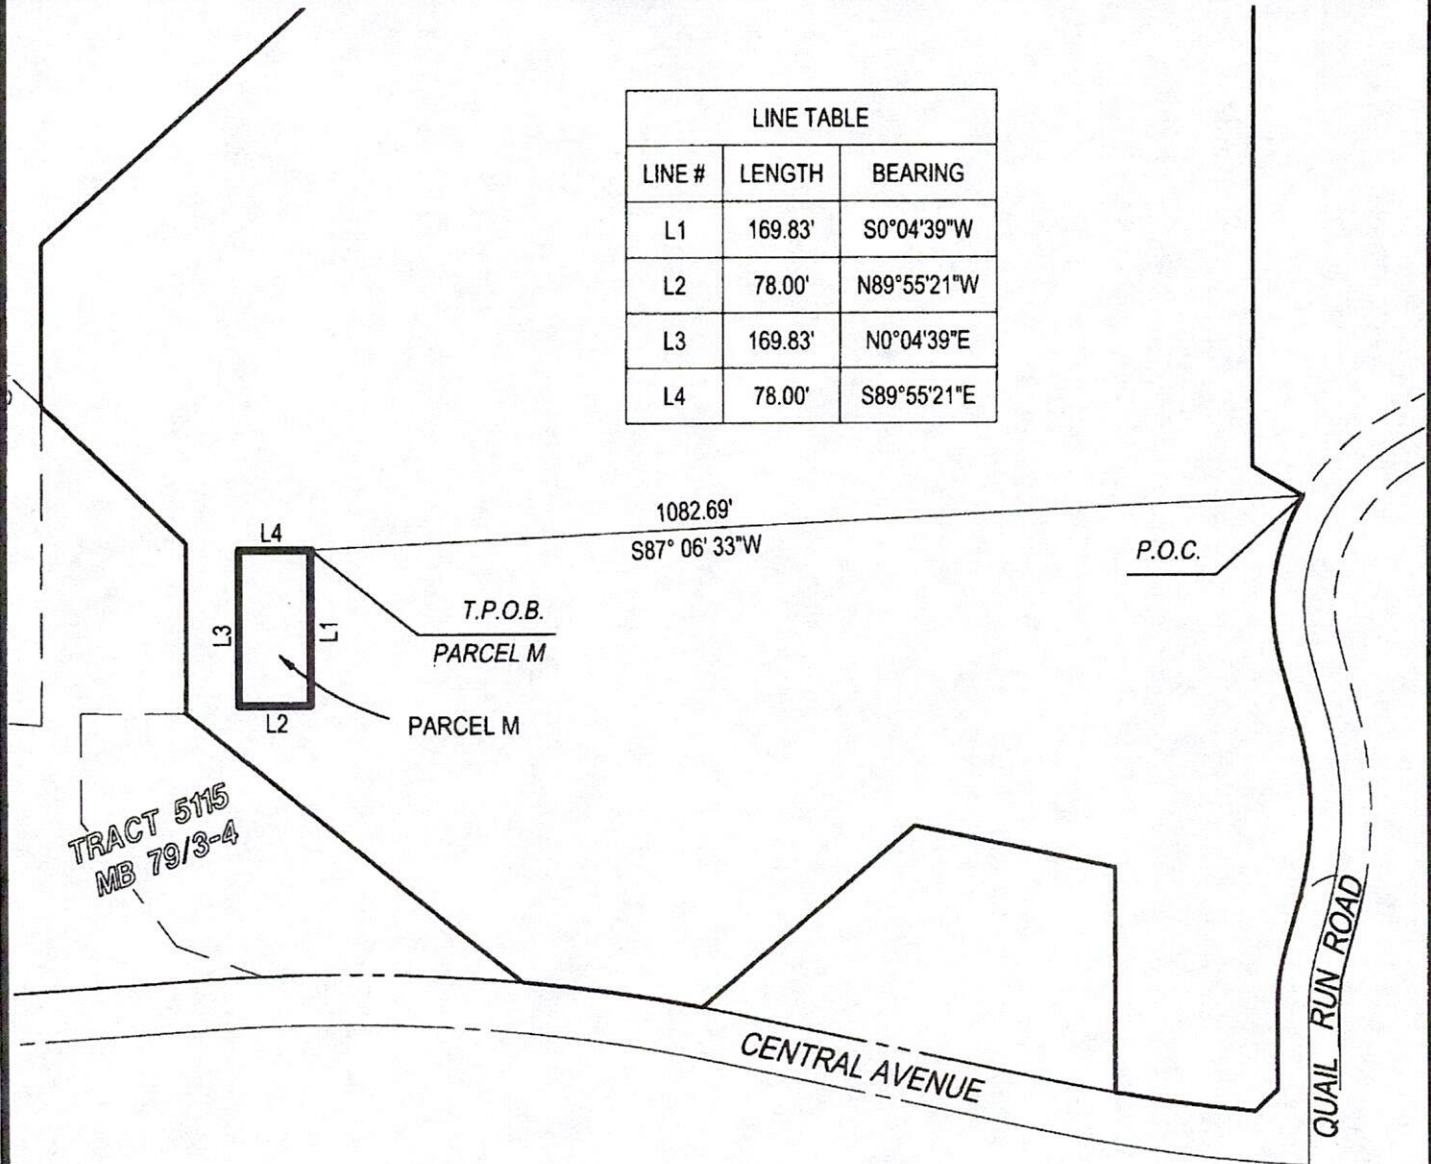 LINE TABLE
LINE # LENGTH BEARING
L1 169.83' S0°04'39"W
L2 78.00' N89°55'21"W
L3 169.83' N0°04'39"E
L4 78.00' S89°55'21"E
1082.69'
S87° 06' 33"W
P.O.C.
L4
T.P.O.B.
PARCEL M
L3
L1
L2
PARCEL M
TRACT 5115
MB 79/3-4
CENTRAL AVENUE
QUAIL RUN ROAD